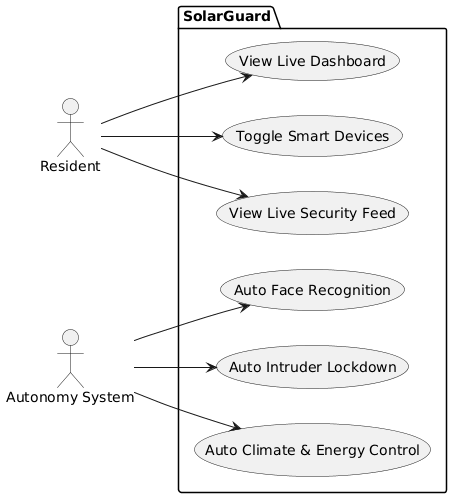 SolarGuard
View Live Dashboard
Toggle Smart Devices
Resident
View Live Security Feed
Auto Face Recognition
Auto Intruder Lockdown
Autonomy System
Auto Climate & Energy Control